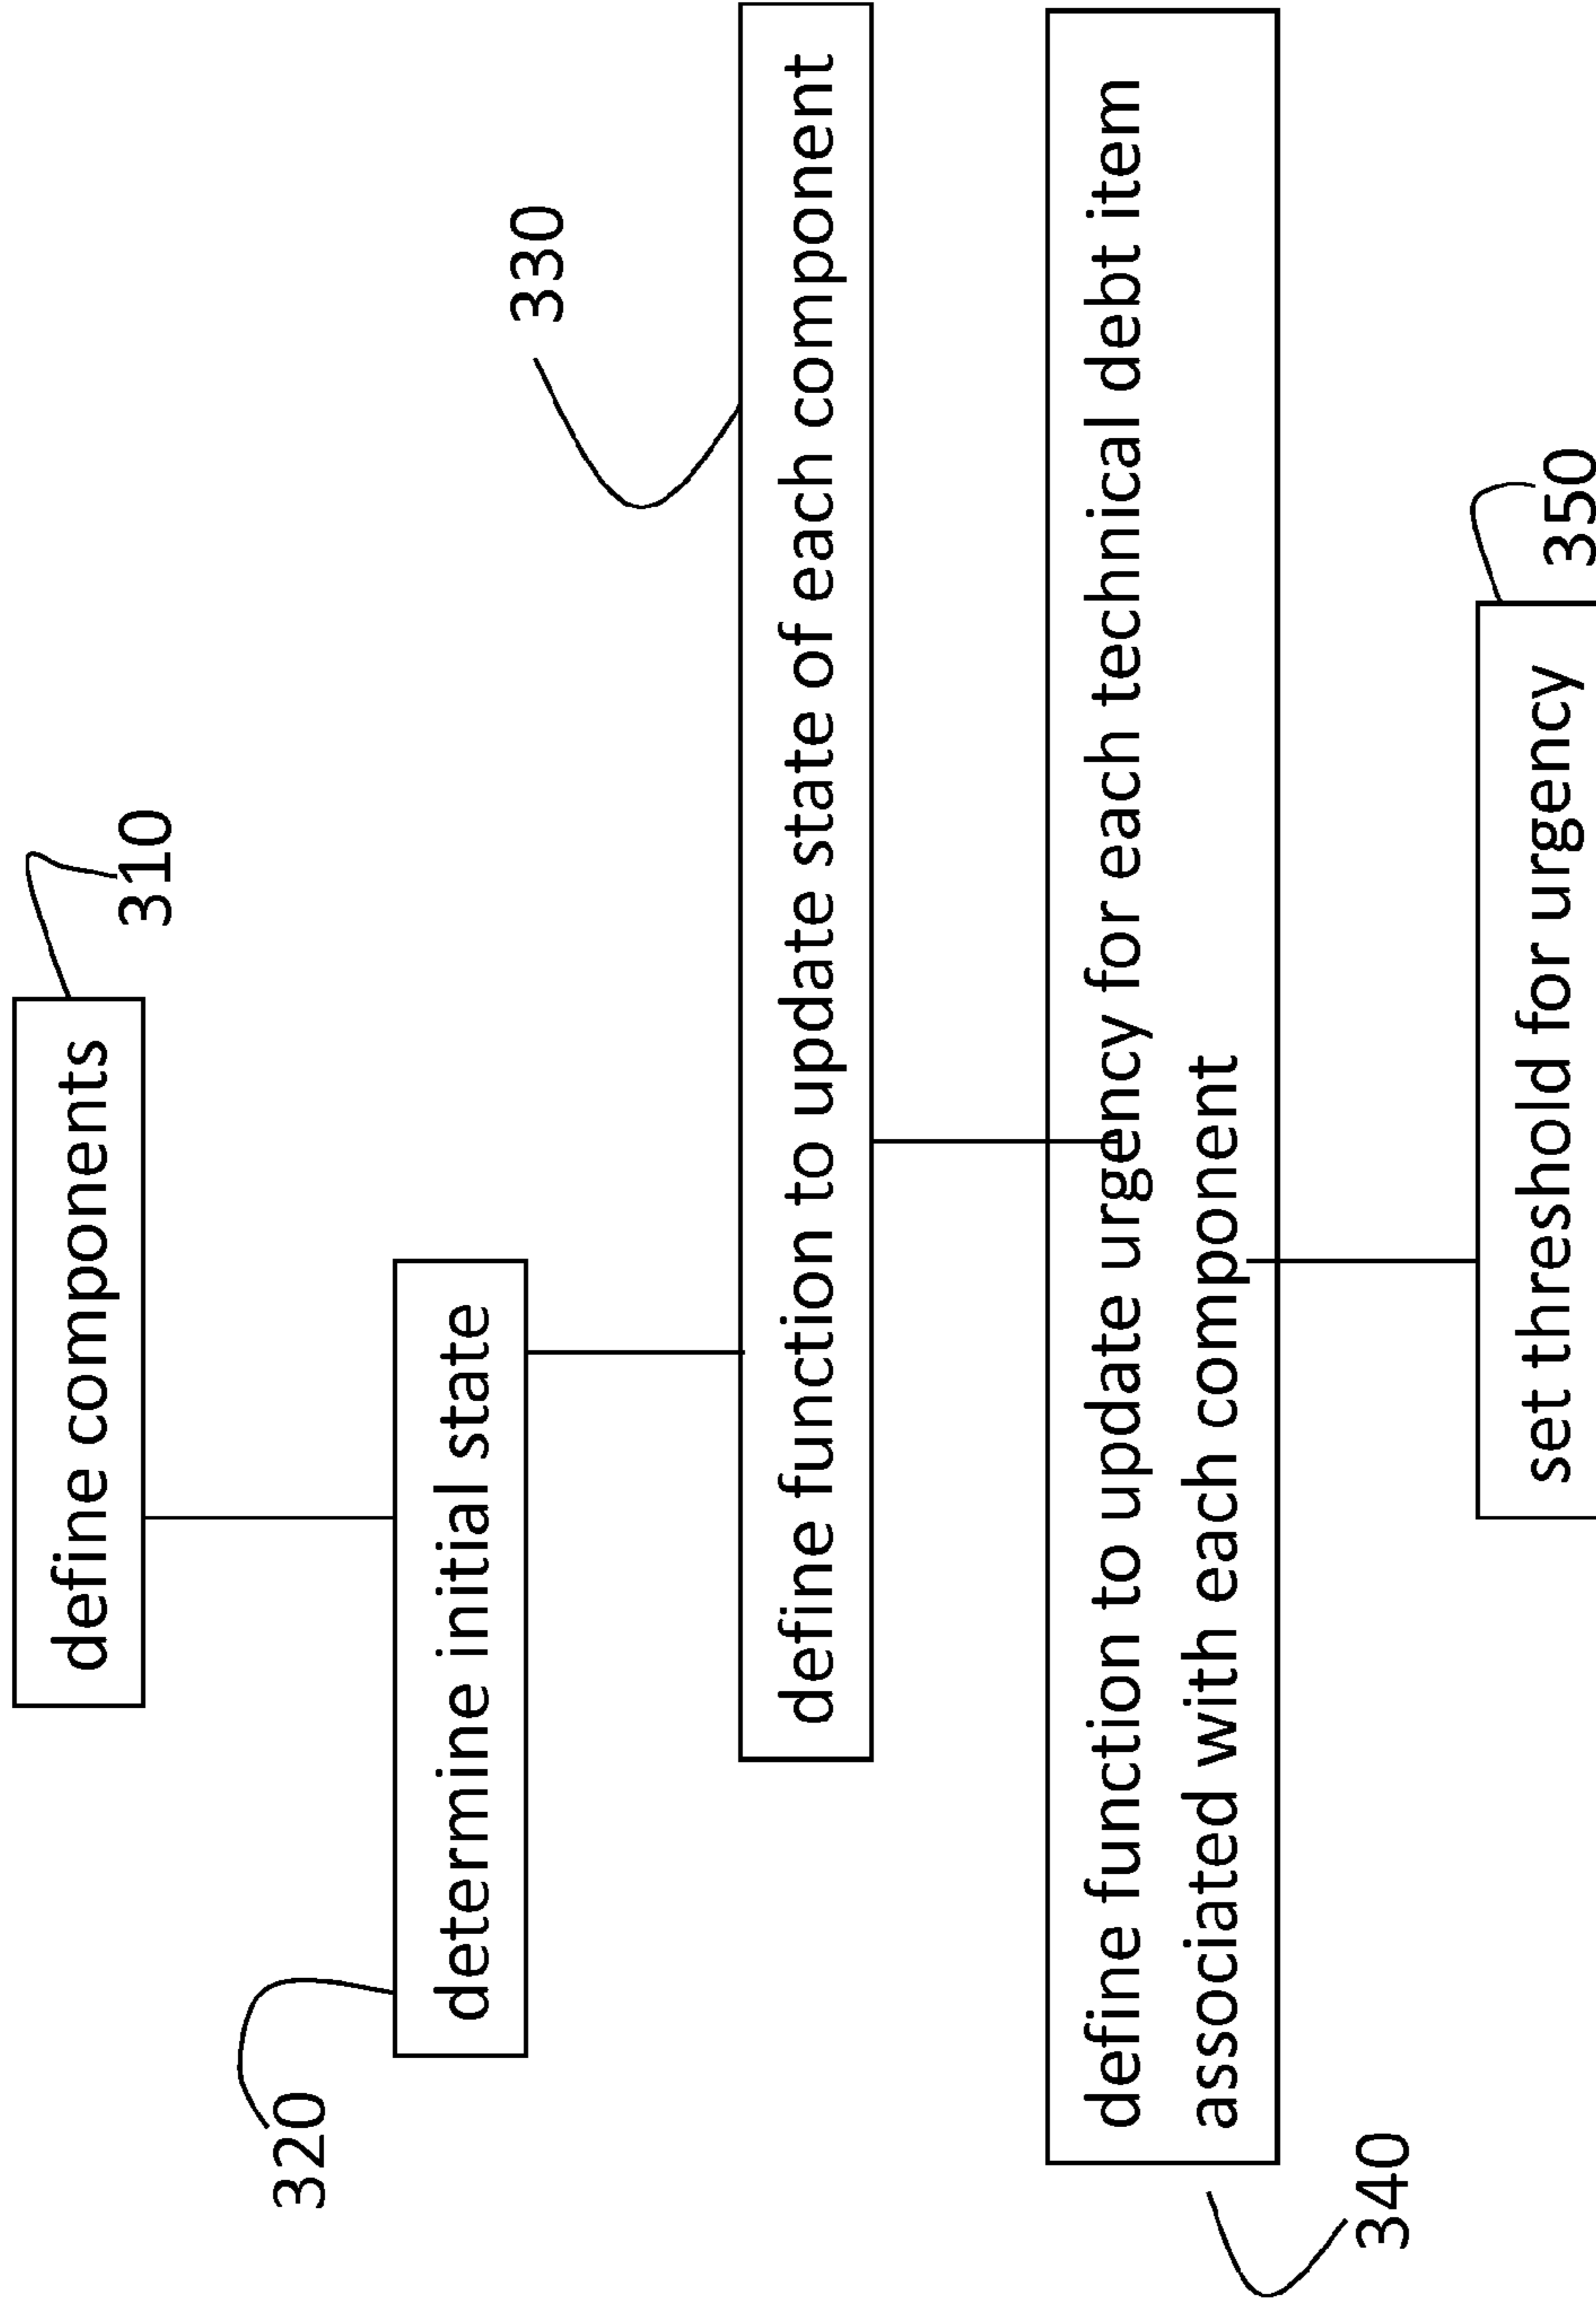 define components
310
320
determine initial state
330
define function to update state of each component
define function to update urgency for each technical debt item
associated with each component
340
set threshold for urgency
350